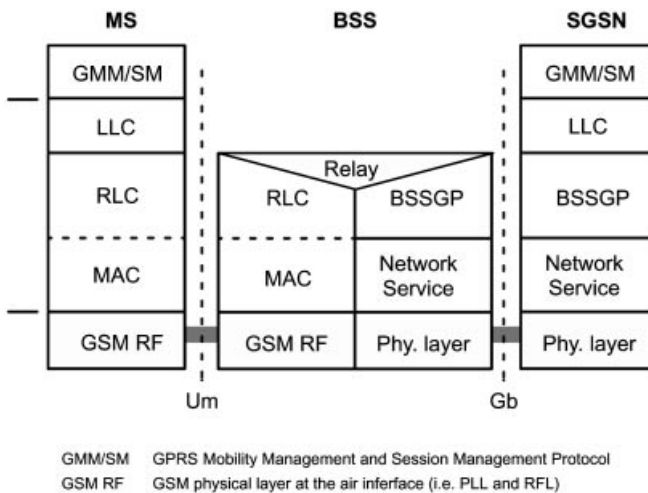 MS BSS SGSN
GMM/SM GMM/SM
LLC LLC
Relay
RLC RLC BSSGP BSSGP
MAC MAC Network Service Network Service
GSM RF GSM RF Phy. layer Phy. layer
Um Gb
GMM/SM GPRS Mobility Management and Session Management Protocol
GSM RF GSM physical layer at the air inferface (i.e. PLL and RFL)